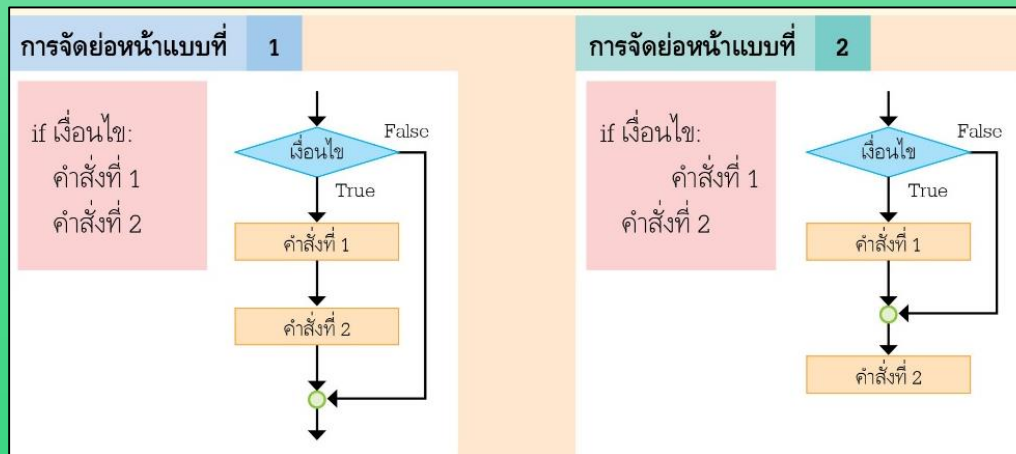 การจัดย่อหน้าแบบที่ 1
if เงื่อนไข:
คำสั่งที่ 1
คำสั่งที่ 2
เงื่อนไข
False
True
คำสั่งที่ 1
คำสั่งที่ 2
การจัดย่อหน้าแบบที่ 2
if เงื่อนไข:
คำสั่งที่ 1
คำสั่งที่ 2
เงื่อนไข
False
True
คำสั่งที่ 1
คำสั่งที่ 2